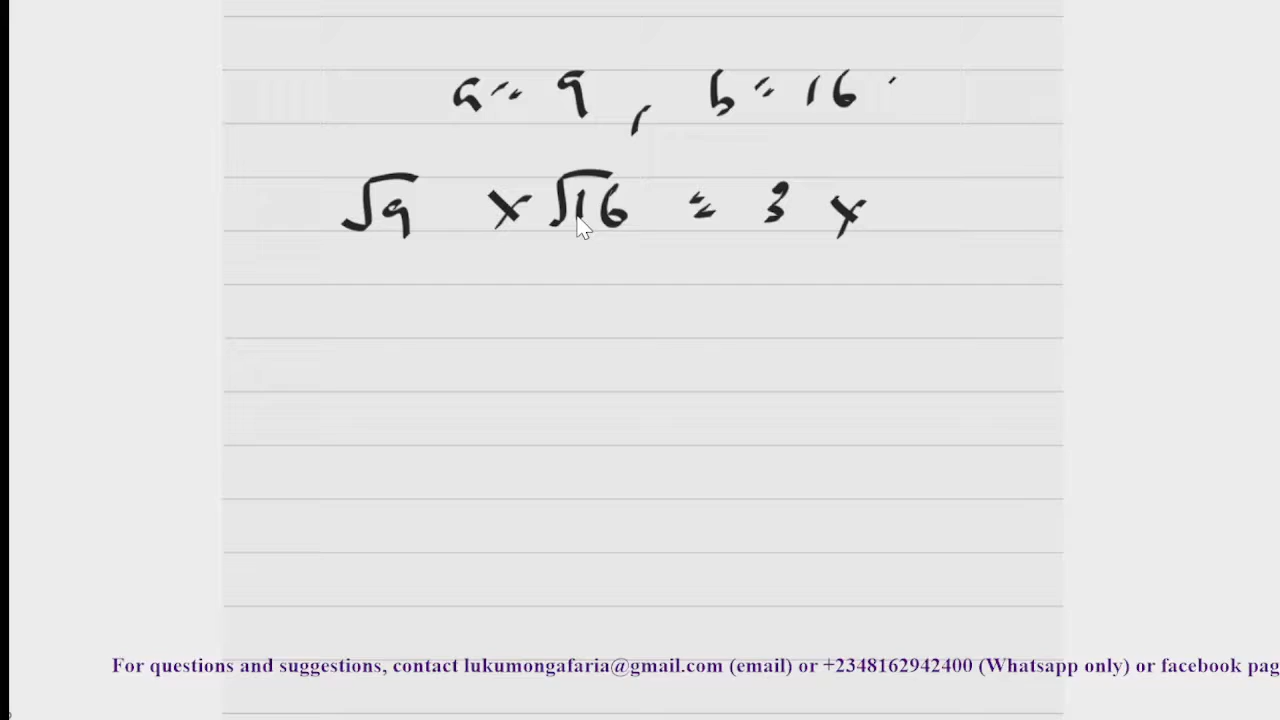 a = 9 , b = 16 .
√9 × √16 = 3 ×
For questions and suggestions, contact lukumongafaria@gmail.com (email) or +2348162942400 (Whatsapp only) or facebook pag